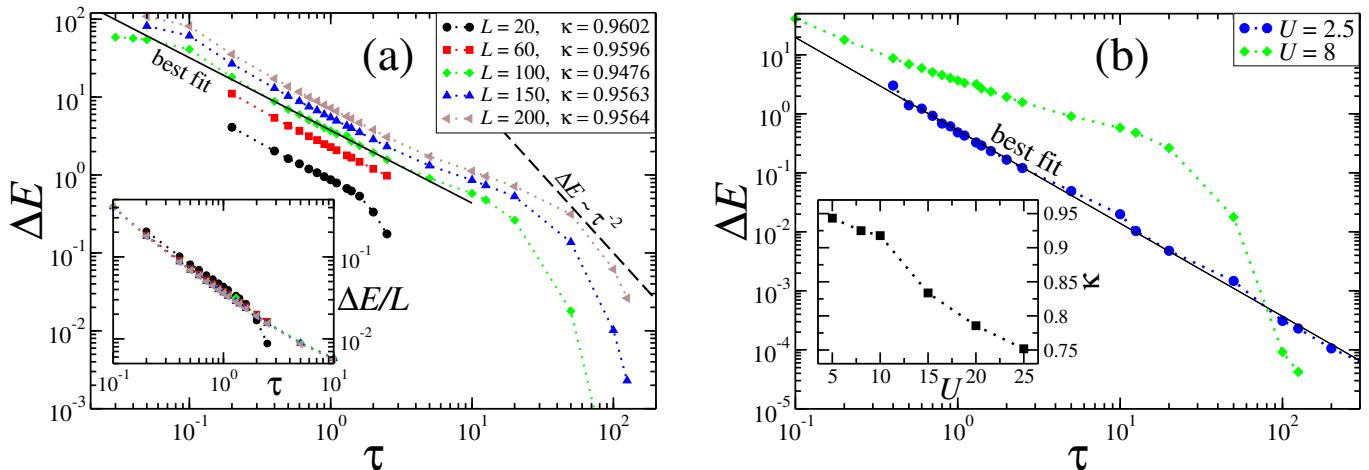 (a)
L = 20, κ = 0.9602
L = 60, κ = 0.9596
L = 100, κ = 0.9476
L = 150, κ = 0.9563
L = 200, κ = 0.9564
best fit
ΔE ~ τ^-2
ΔE
10^2
10^1
10^0
10^-1
10^-2
10^-3
10^-1
10^0
10^1
10^2
τ
10^-1
10^-2
ΔE/L
10^-1
10^0
10^1
τ
(b)
U = 2.5
U = 8
best fit
ΔE
10^1
10^0
10^-1
10^-2
10^-3
10^-4
10^-5
10^-1
10^0
10^1
10^2
τ
0.95
0.9
0.85
0.8
0.75
κ
5
10
15
20
25
U